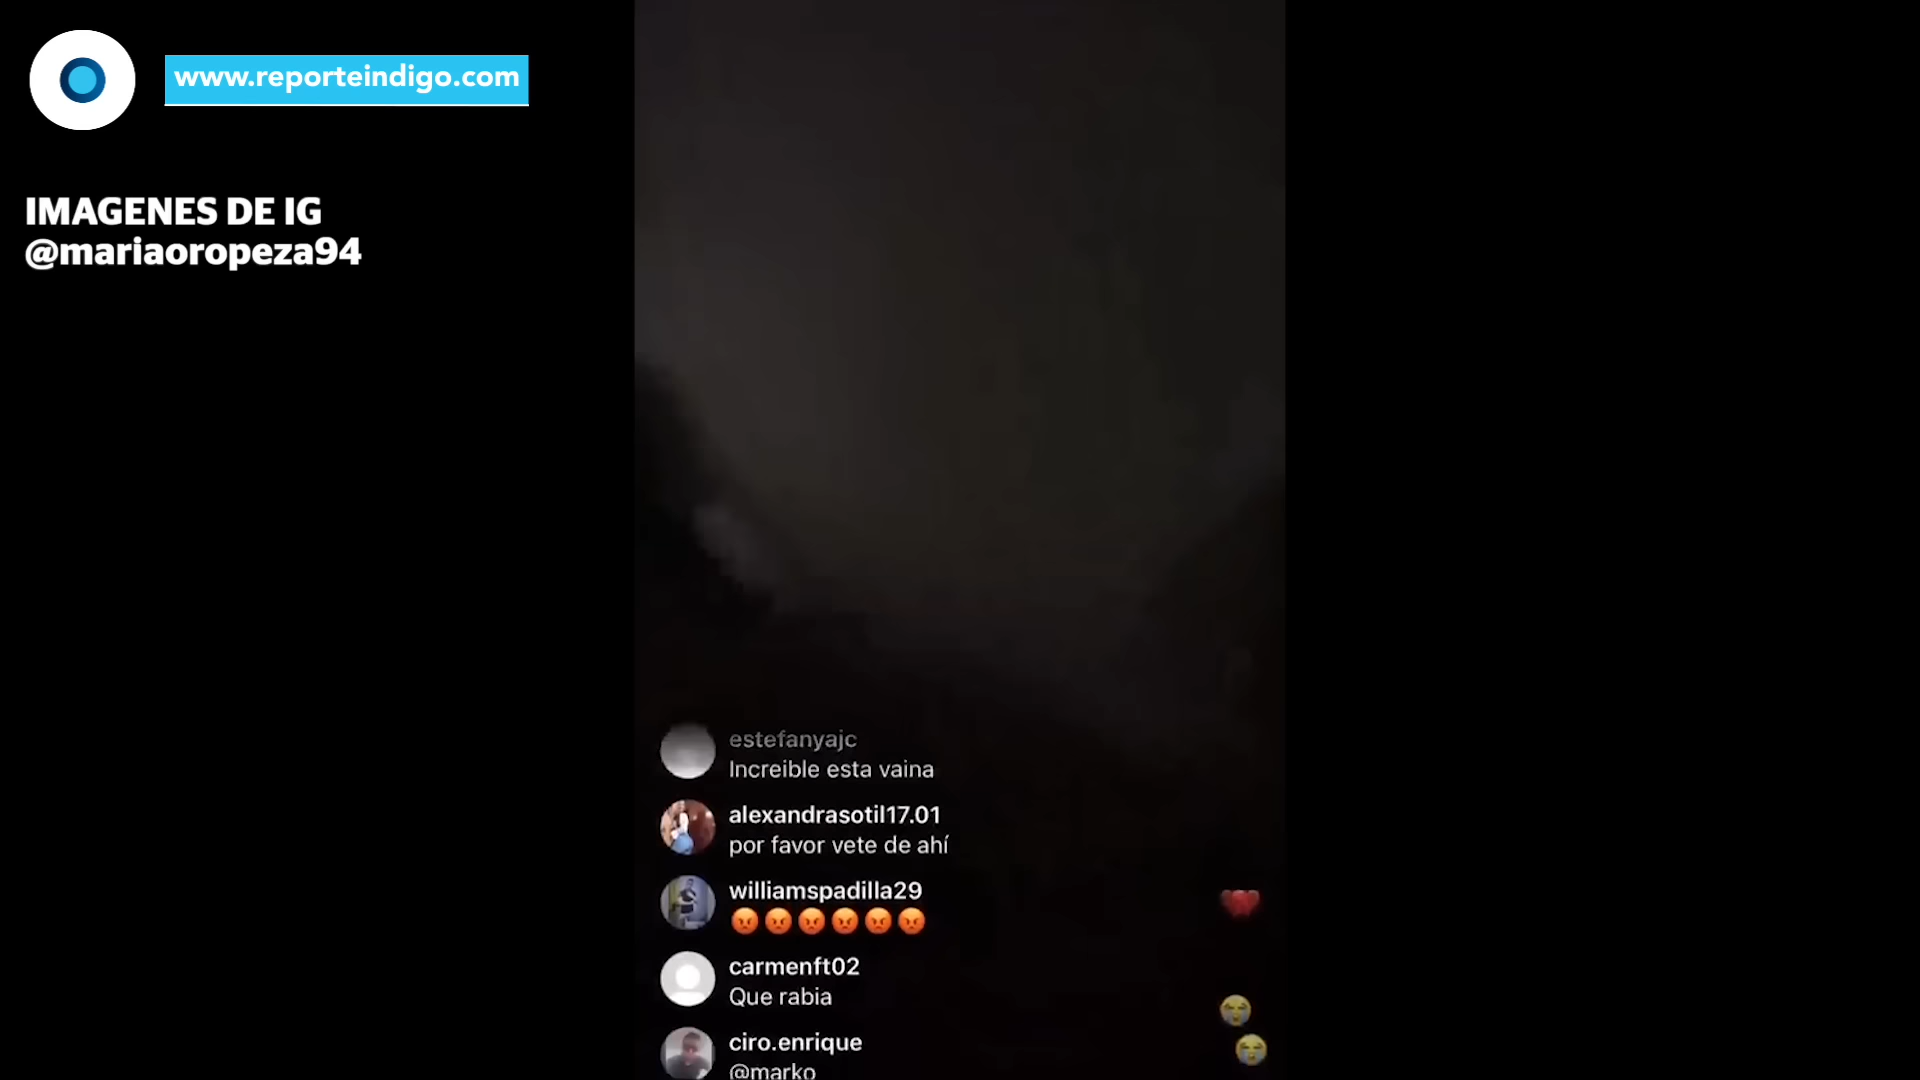 www.reporteindigo.com
IMAGENES DE IG
@mariaoropeza94
estefanyajc
Increible esta vaina
alexandrasotil17.01
por favor vete de ahí
williamspadilla29
😡😡😡😡😡😡
carmenft02
Que rabia
ciro.enrique
@marko